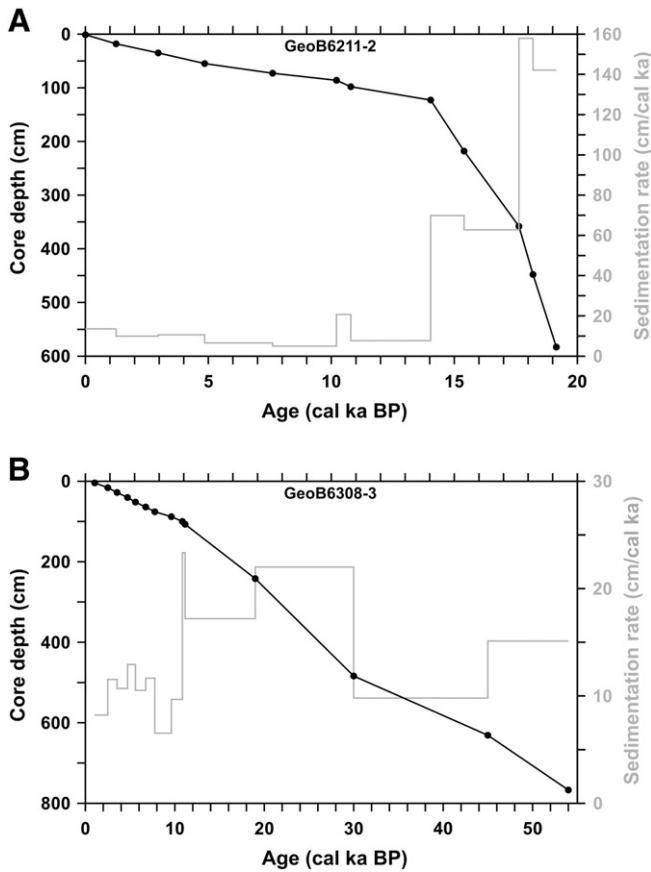 A
GeoB6211-2
0
100
200
300
400
500
600
Core depth (cm)
160
140
120
100
80
60
40
20
0
Sedimentation rate (cm/cal ka)
0 5 10 15 20
Age (cal ka BP)
B
GeoB6308-3
0
200
400
600
800
Core depth (cm)
30
20
10
0
Sedimentation rate (cm/cal ka)
0 10 20 30 40 50
Age (cal ka BP)